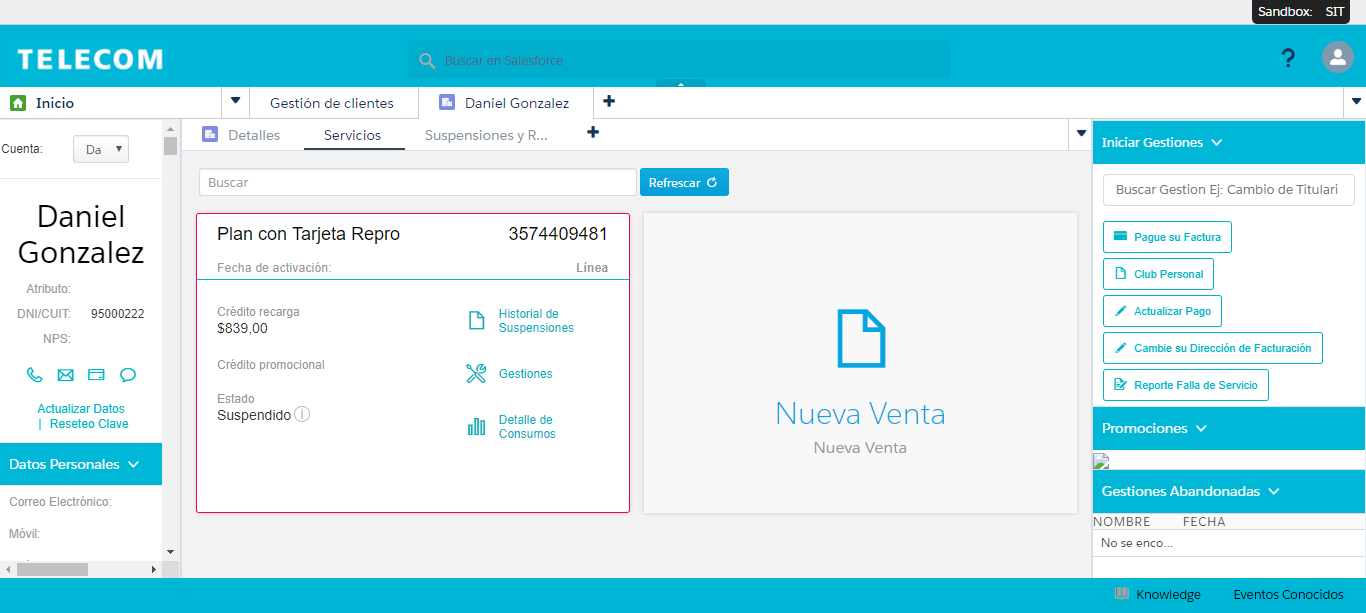 Sandbox: SIT
TELECOM
Buscar en Salesforce
?
Inicio
Gestión de clientes
Daniel Gonzalez
Cuenta:
Da
Daniel
Gonzalez
Atributo:
DNI/CUIT: 95000222
NPS:
Actualizar Datos
| Reseteo Clave
Datos Personales
Correo Electrónico:
Móvil:
Detalles
Servicios
Suspensiones y R...
Buscar
Refrescar
Plan con Tarjeta Repro 3574409481
Fecha de activación: Línea
Crédito recarga
$839,00
Crédito promocional
Estado
Suspendido
Historial de
Suspensiones
Gestiones
Detalle de
Consumos
Nueva Venta
Nueva Venta
Iniciar Gestiones
Buscar Gestion Ej: Cambio de Titulari
Pague su Factura
Club Personal
Actualizar Pago
Cambie su Dirección de Facturación
Reporte Falla de Servicio
Promociones
Gestiones Abandonadas
NOMBRE FECHA
No se enco...
Knowledge
Eventos Conocidos